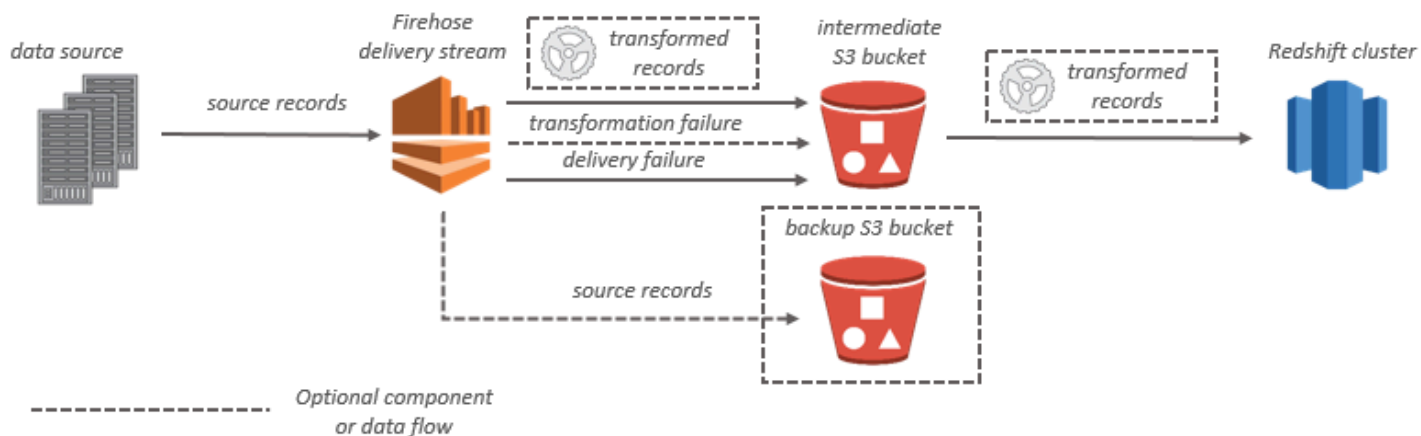 data source
source records
Firehose
delivery stream
transformed
records
transformation failure
delivery failure
intermediate
S3 bucket
transformed
records
Redshift cluster
backup S3 bucket
source records
Optional component
or data flow